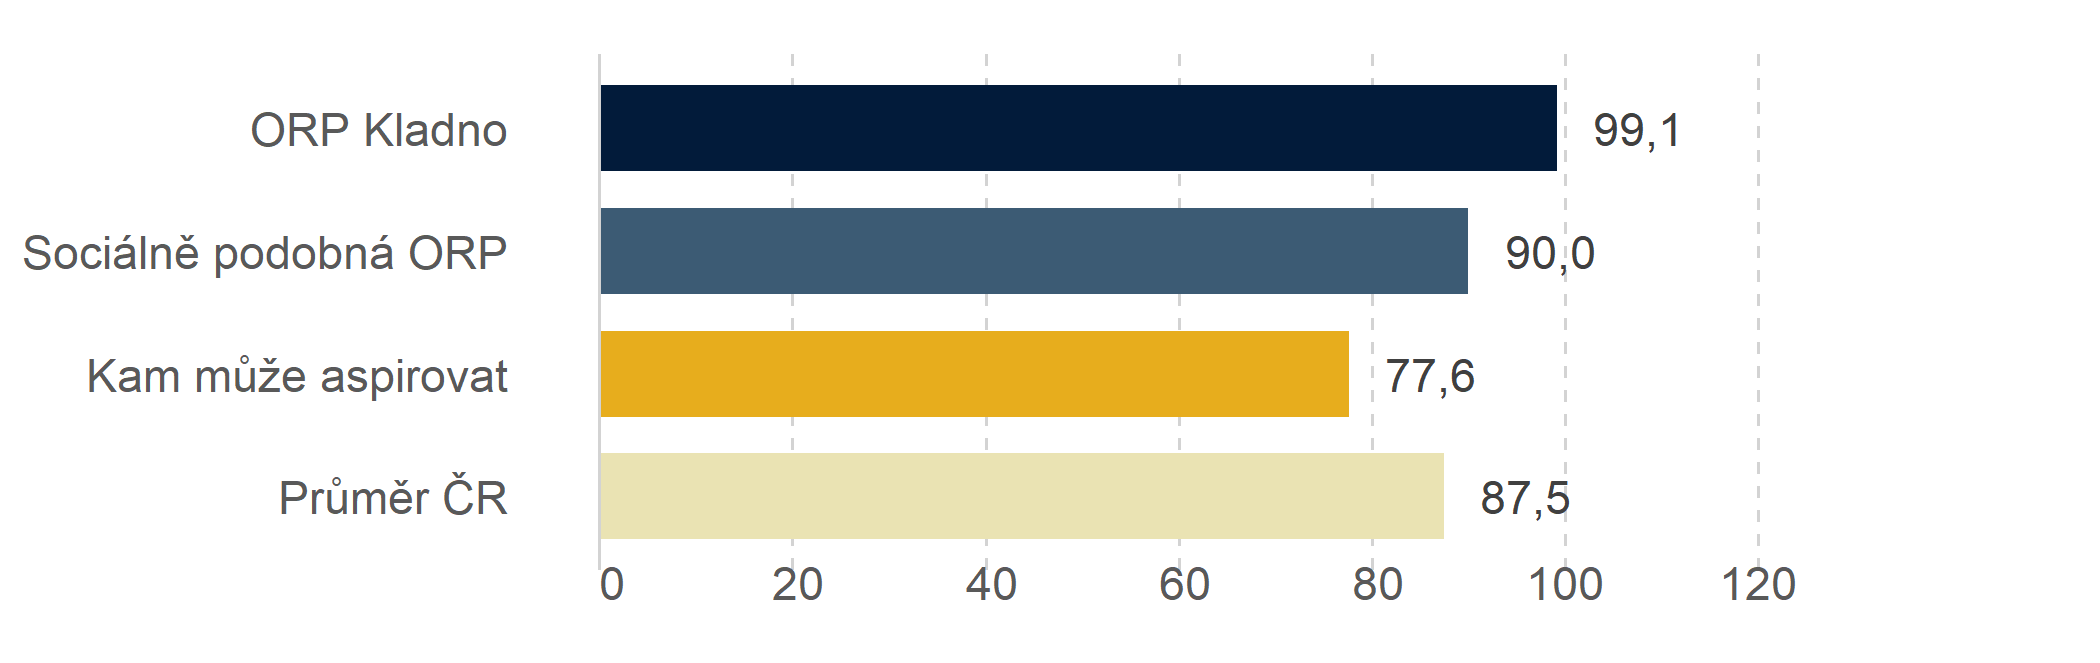 ORP Kladno 99,1
Sociálně podobná ORP 90,0
Kam může aspirovat 77,6
Průměr ČR 87,5
0 20 40 60 80 100 120